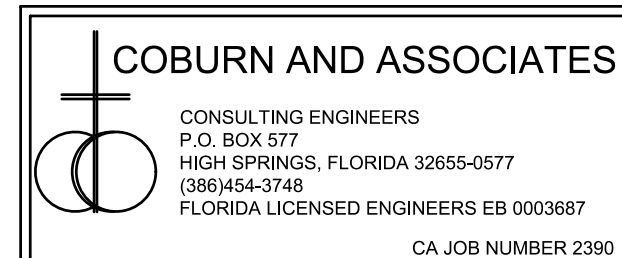 COBURN AND ASSOCIATES
CONSULTING ENGINEERS
P.O. BOX 577
HIGH SPRINGS, FLORIDA 32655-0577
(386)454-3748
FLORIDA LICENSED ENGINEERS EB 0003687
CA JOB NUMBER 2390